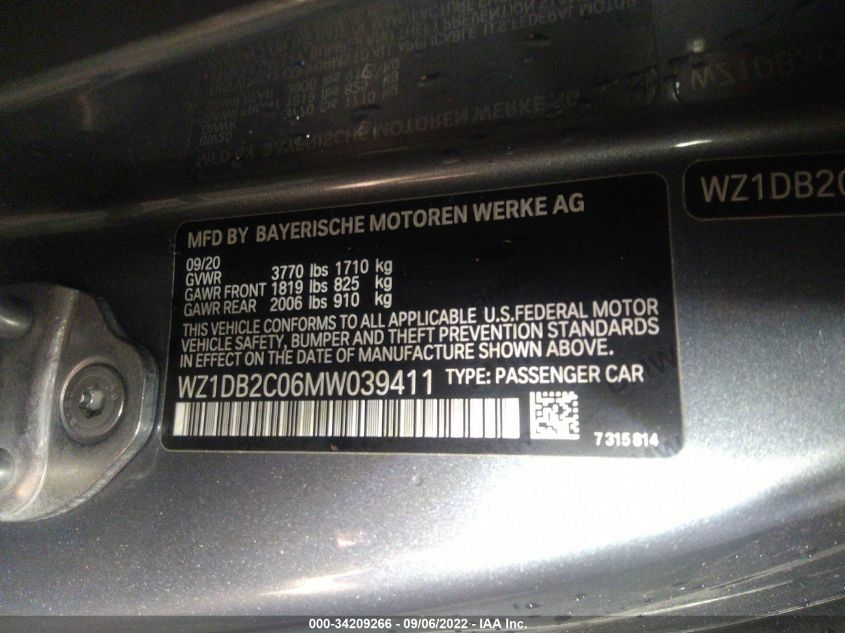 MFD BY BAYERISCHE MOTOREN WERKE AG
WZ1DB2C
09/20
GVWR 3770 lbs 1710 kg
GAWR FRONT 1819 lbs 825 kg
GAWR REAR 2006 lbs 910 kg
THIS VEHICLE CONFORMS TO ALL APPLICABLE U.S.FEDERAL MOTOR
VEHICLE SAFETY, BUMPER AND THEFT PREVENTION STANDARDS
IN EFFECT ON THE DATE OF MANUFACTURE SHOWN ABOVE.
WZ1DB2C06MW039411 TYPE: PASSENGER CAR
7315814
000-34209266 - 09/06/2022 - IAA Inc.